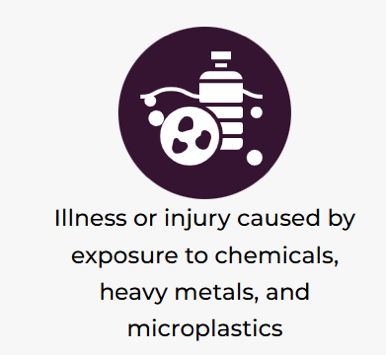 Illness or injury caused by
exposure to chemicals,
heavy metals, and
microplastics